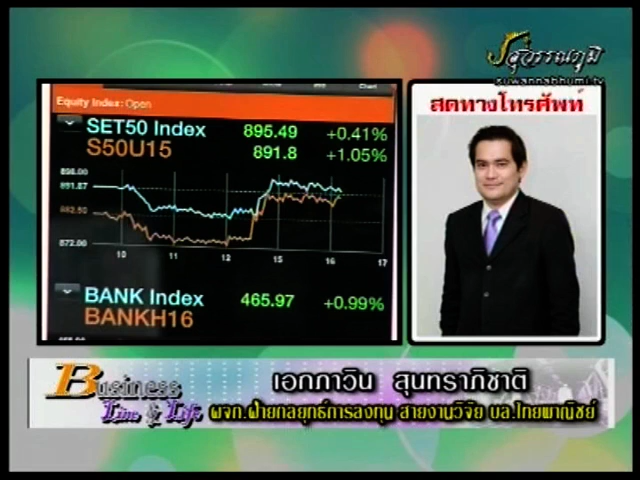 สุวรรณภูมิ
suwannabhumi.tv
Chart
Equity Index: Open
SET50 Index 895.49 +0.41%
S50U15 891.8 +1.05%
898.00
891.87
882.50
872.00
10 11 12 15 16 17
BANK Index 465.97 +0.99%
BANKH16
สดทางโทรศัพท์
Business
Line & Life
เอกภาวิน สุนทราภิชาติ
ผจก.ฝ่ายกลยุทธ์การลงทุน สายงานวิจัย บล.ไทยพาณิชย์